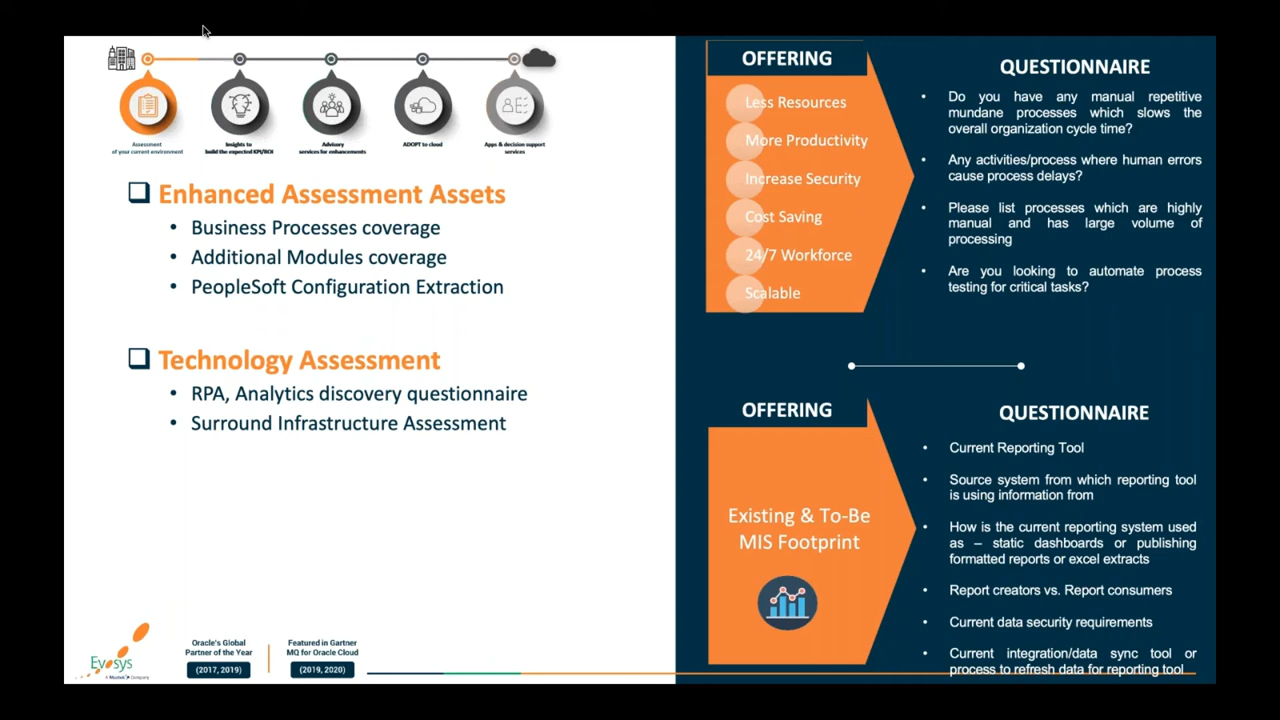 Assessment
of your current environment
Insights to
build the expected KPI/ROI
Advisory
services for enhancements
ADOPT to cloud
Apps & decision support
services
Enhanced Assessment Assets
• Business Processes coverage
• Additional Modules coverage
• PeopleSoft Configuration Extraction
Technology Assessment
• RPA, Analytics discovery questionnaire
• Surround Infrastructure Assessment
Evosys
A Mastek Company
Oracle's Global
Partner of the Year
(2017, 2019)
Featured in Gartner
MQ for Oracle Cloud
(2019, 2020)
OFFERING
Less Resources
More Productivity
Increase Security
Cost Saving
24/7 Workforce
Scalable
QUESTIONNAIRE
• Do you have any manual repetitive
mundane processes which slows the
overall organization cycle time?
• Any activities/process where human errors
cause process delays?
• Please list processes which are highly
manual and has large volume of
processing
• Are you looking to automate process
testing for critical tasks?
OFFERING
Existing & To-Be
MIS Footprint
QUESTIONNAIRE
• Current Reporting Tool
• Source system from which reporting tool
is using information from
• How is the current reporting system used
as – static dashboards or publishing
formatted reports or excel extracts
• Report creators vs. Report consumers
• Current data security requirements
• Current integration/data sync tool or
process to refresh data for reporting tool